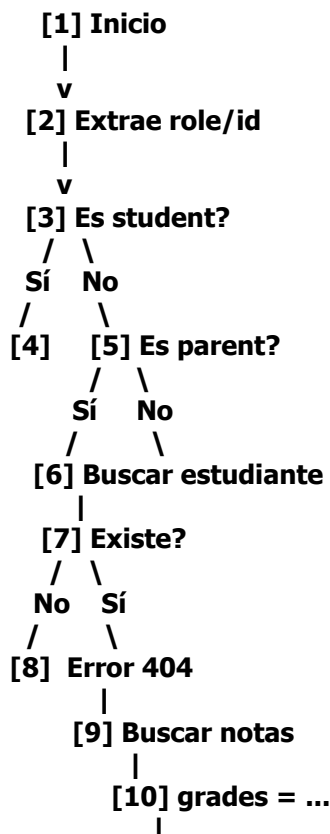 [1] Inicio
|
v
[2] Extrae role/id
|
v
[3] Es student?
/ \
Sí No
/ \
[4] [5] Es parent?
/ \
Sí No
/ \
[6] Buscar estudiante
|
[7] Existe?
/ \
No Sí
/ \
[8] Error 404
|
[9] Buscar notas
|
[10] grades = ...
|